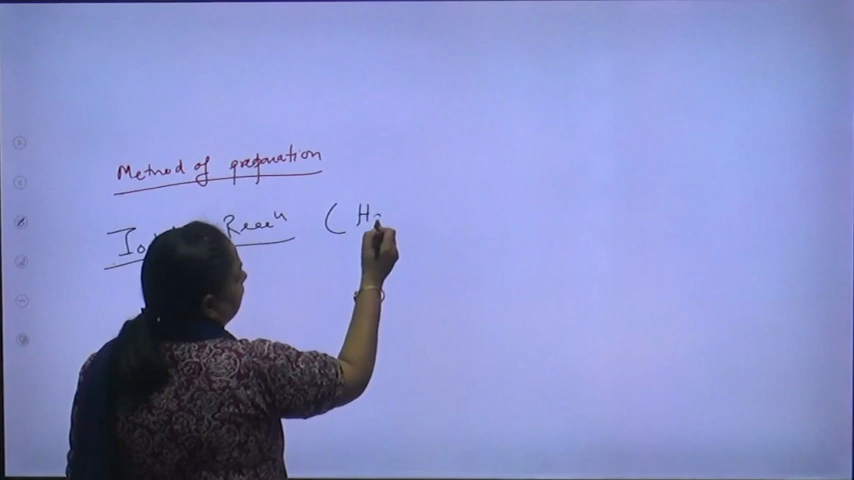 Method of preparation
Reacⁿ (H